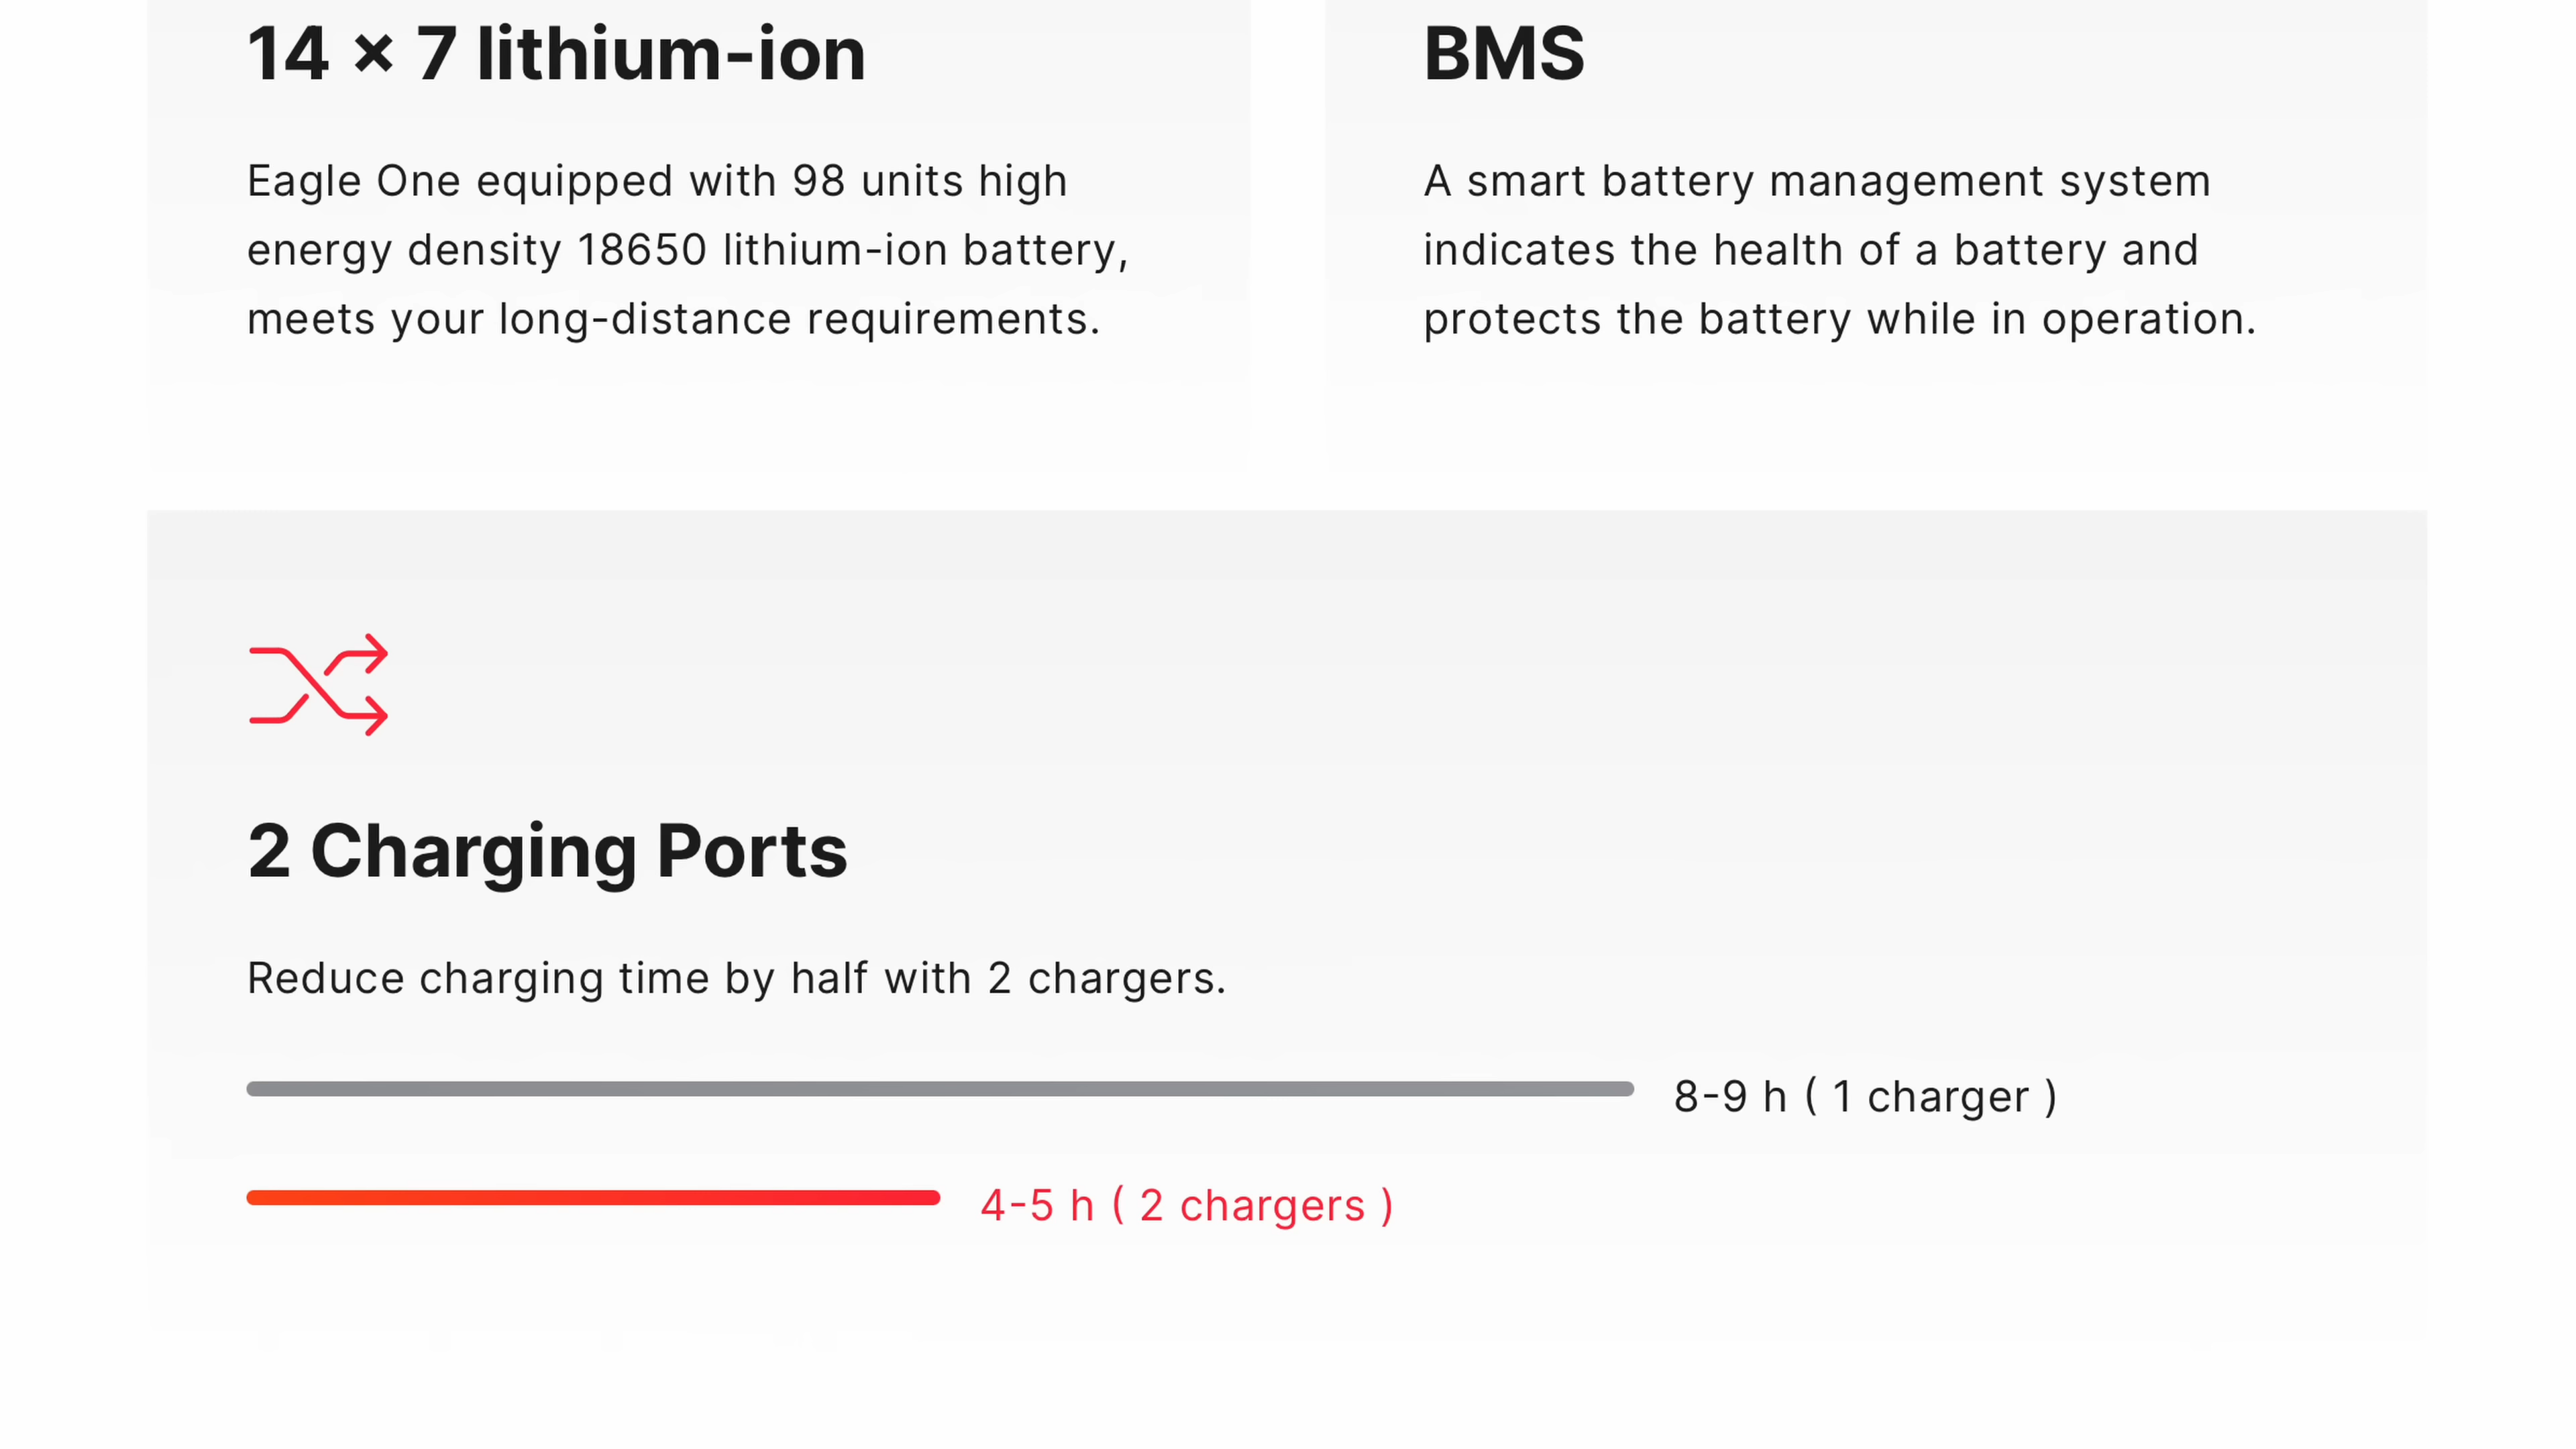 14 × 7 lithium-ion
Eagle One equipped with 98 units high
energy density 18650 lithium-ion battery,
meets your long-distance requirements.
BMS
A smart battery management system
indicates the health of a battery and
protects the battery while in operation.
2 Charging Ports
Reduce charging time by half with 2 chargers.
8-9 h ( 1 charger )
4-5 h ( 2 chargers )